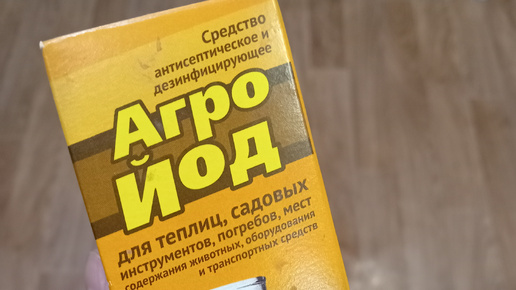 Средство
антисептическое и
дезинфицирующее
Агро
Йод
для теплиц, садовых
инструментов, погребов, мест
содержания животных, оборудования
и транспортных средств